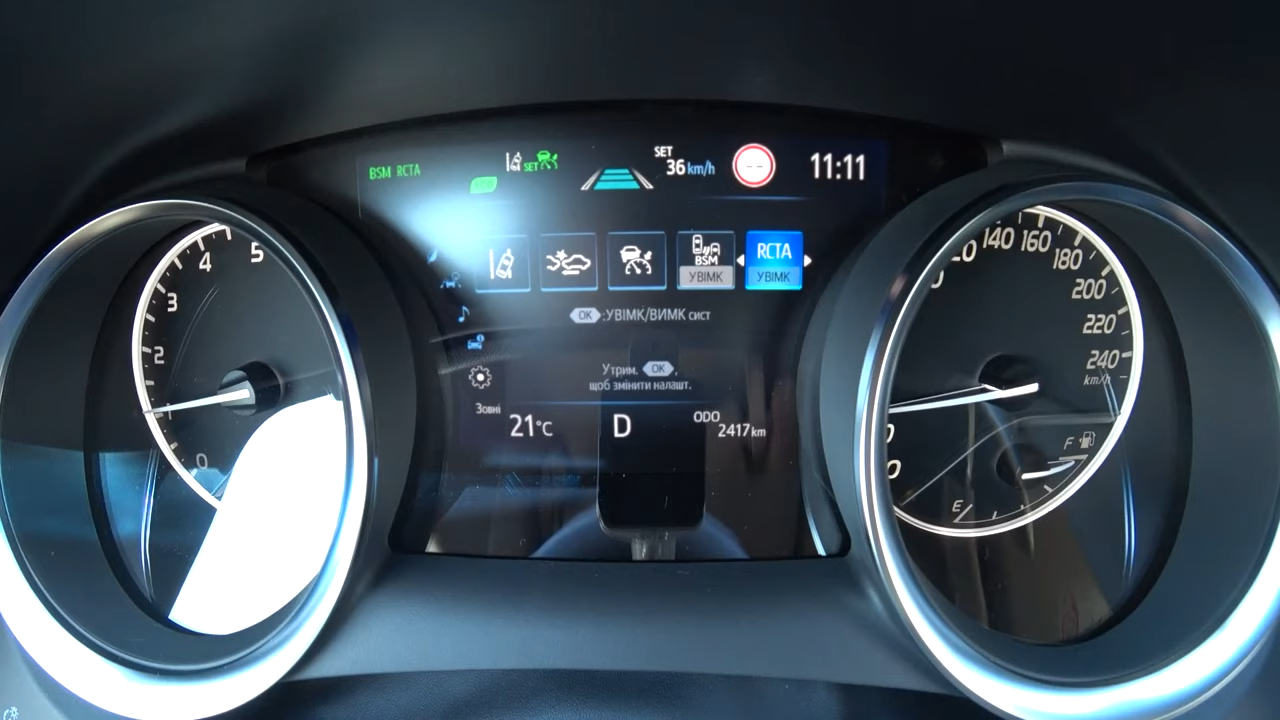 BSM RCTA
SET
SET
36 km/h
--
11:11
BSM
УВІМК
RCTA
УВІМК
OK :УВІМК/ВИМК сист
Утрим. OK ,
щоб змінити налашт.
Зовні
21°C
D
ODO
2417 km
0
2
3
4
5
140
160
180
200
220
240
km/h
F
E